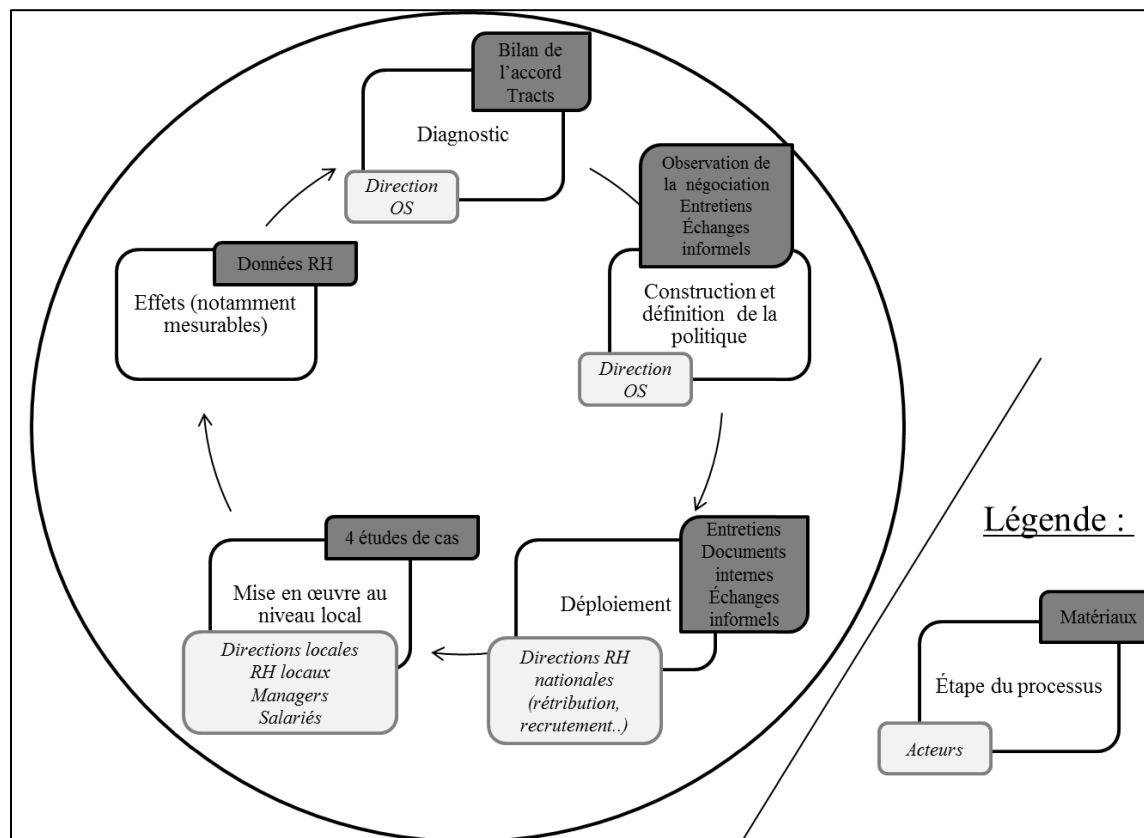 Bilan de
l'accord
Tracts
Diagnostic
Direction
OS
Observation de
la négociation
Entretiens
Échanges
informels
Construction et
définition de la
politique
Direction
OS
Entretiens
Documents
internes
Échanges
informels
Déploiement
Directions RH
nationales
(rétribution,
recrutement..)
4 études de cas
Mise en œuvre au
niveau local
Directions locales
RH locaux
Managers
Salariés
Données RH
Effets (notamment
mesurables)
Légende :
Matériaux
Étape du processus
Acteurs